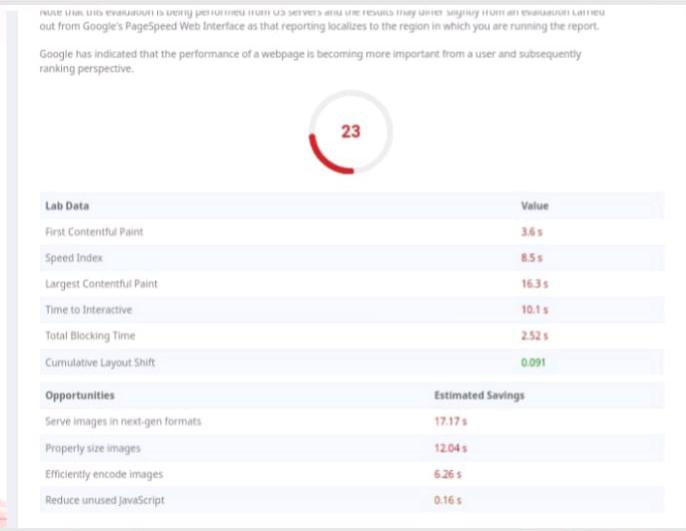 Note that this evaluation is being performed from US servers and the results may differ slightly from an evaluation carried
out from Google's PageSpeed Web Interface as that reporting localizes to the region in which you are running the report.
Google has indicated that the performance of a webpage is becoming more important from a user and subsequently
ranking perspective.
23
Lab Data Value
First Contentful Paint 3.6 s
Speed Index 8.5 s
Largest Contentful Paint 16.3 s
Time to Interactive 10.1 s
Total Blocking Time 2.52 s
Cumulative Layout Shift 0.091
Opportunities Estimated Savings
Serve images in next-gen formats 17.17 s
Properly size images 12.04 s
Efficiently encode images 6.26 s
Reduce unused JavaScript 0.16 s